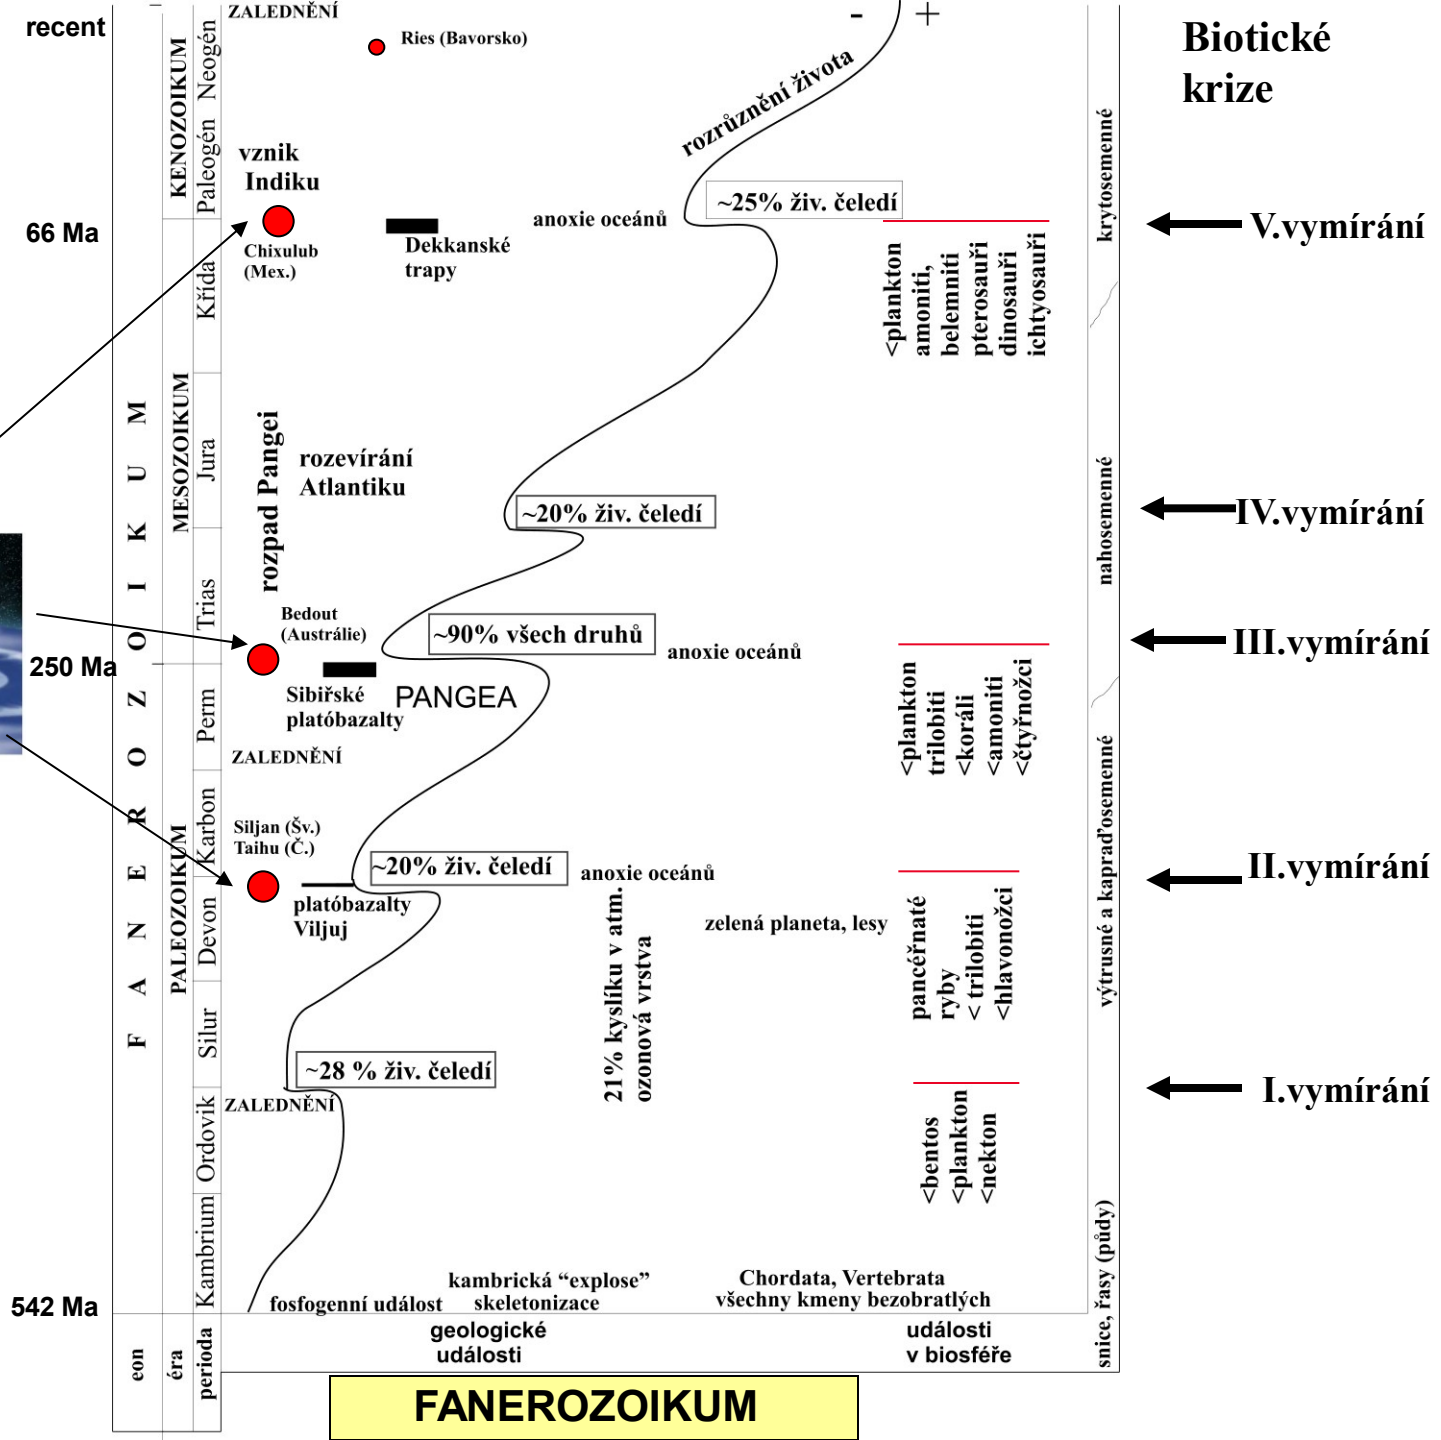 recent
ZALEDNĚNÍ
- +
Biotické
krize
Ries (Bavorsko)
rozrůznění života
Neogén
Paleogén
KENOZOIKUM
krytosemenné
vznik
Indiku
~25% živ. čeledí
anoxie oceánů
66 Ma
V.vymírání
Chixulub
(Mex.)
Dekkanské
trapy
Křída
<plankton
amoniti,
belemniti
pterosauři
dinosauři
ichtyosauři
FANEROZOIKUM
MESOZOIKUM
Jura
rozpad Pangei
rozevírání
Atlantiku
~20% živ. čeledí
IV.vymírání
nahosemenné
Trias
Bedout
(Austrálie)
~90% všech druhů
anoxie oceánů
III.vymírání
250 Ma
Sibiřské
platóbazalty
PANGEA
Perm
<plankton
trilobiti
<koráli
<amoniti
<čtyřnožci
ZALEDNĚNÍ
PALEOZOIKUM
Karbon
Siljan (Šv.)
Taihu (Č.)
~20% živ. čeledí
anoxie oceánů
II.vymírání
platóbazalty
Viljuj
Devon
21% kyslíku v atm.
ozonová vrstva
zelená planeta, lesy
pancéřnaté
ryby
< trilobiti
<hlavonožci
výtrusné a kapraďosemenné
Silur
~28 % živ. čeledí
I.vymírání
ZALEDNĚNÍ
Ordovik
<bentos
<plankton
<nekton
Kambrium
kambrická “explose”
skeletonizace
Chordata, Vertebrata
všechny kmeny bezobratlých
fosfogenní událost
542 Ma
snice, řasy (půdy)
geologické
události
události
v biosféře
eon
éra
perioda
FANEROZOIKUM